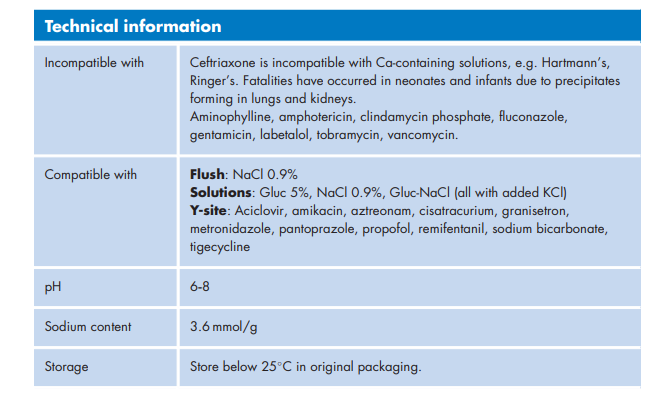 Technical information
Incompatible with
Ceftriaxone is incompatible with Ca-containing solutions, e.g. Hartmann's,
Ringer's. Fatalities have occurred in neonates and infants due to precipitates
forming in lungs and kidneys.
Aminophylline, amphotericin, clindamycin phosphate, fluconazole,
gentamicin, labetalol, tobramycin, vancomycin.
Compatible with
Flush: NaCl 0.9%
Solutions: Gluc 5%, NaCl 0.9%, Gluc-NaCl (all with added KCl)
Y-site: Aciclovir, amikacin, aztreonam, cisatracurium, granisetron,
metronidazole, pantoprazole, propofol, remifentanil, sodium bicarbonate,
tigecycline
pH
6-8
Sodium content
3.6 mmol/g
Storage
Store below 25°C in original packaging.